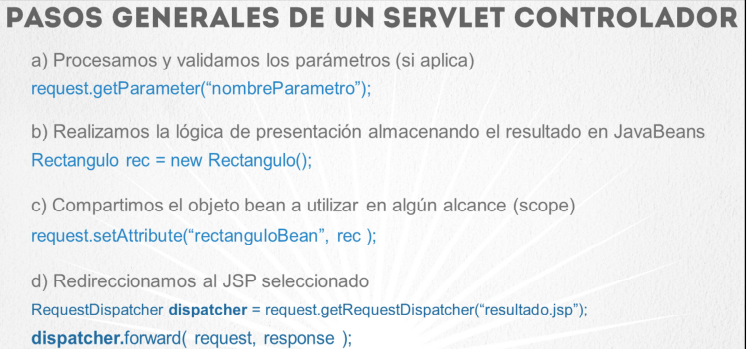 PASOS GENERALES DE UN SERVLET CONTROLADOR
a) Procesamos y validamos los parámetros (si aplica)
request.getParameter(“nombreParametro”);
b) Realizamos la lógica de presentación almacenando el resultado en JavaBeans
Rectangulo rec = new Rectangulo();
c) Compartimos el objeto bean a utilizar en algún alcance (scope)
request.setAttribute(“rectanguloBean”, rec );
d) Redireccionamos al JSP seleccionado
RequestDispatcher dispatcher = request.getRequestDispatcher(“resultado.jsp”);
dispatcher.forward( request, response );